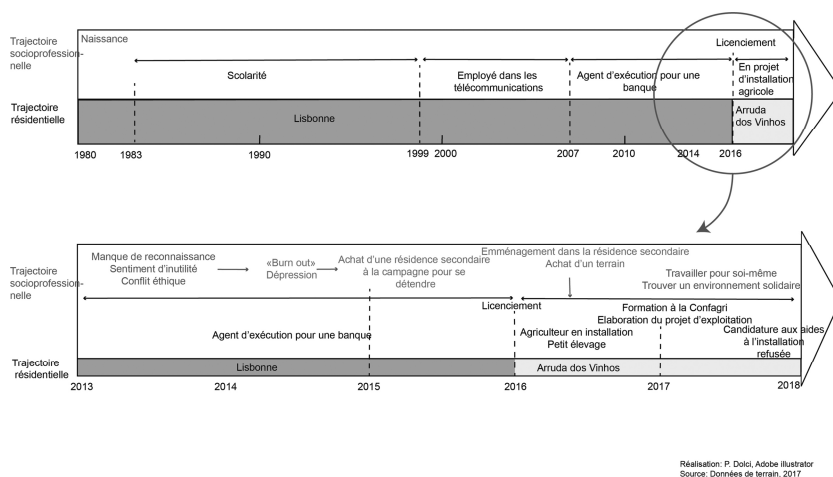 Naissance
Licenciement
Trajectoire
socioprofession-
nelle
Scolarité
Employé dans les
télécommunications
Agent d'exécution pour une
banque
En projet
d'installation
agricole
Trajectoire
résidentielle
Lisbonne
Arruda
dos Vinhos
1980 1983 1990 1999 2000 2007 2010 2014 2016
Trajectoire
socioprofession-
nelle
Manque de reconnaissance
Sentiment d'inutilité
Conflit éthique
«Burn out»
Dépression
Achat d'une résidence secondaire
à la campagne pour se
détendre
Emménagement dans la résidence secondaire
Achat d'un terrain
Travailler pour soi-même
Trouver un environnement solidaire
Licenciement
Agent d'exécution pour une banque
Formation à la Confagri
Elaboration du projet d'exploitation
Agriculteur en installation
Petit élevage
Candidature aux aides
à l'installation
refusée
Trajectoire
résidentielle
Lisbonne
Arruda dos Vinhos
2013 2014 2015 2016 2017 2018
Réalisation: P. Dolci, Adobe illustrator
Source: Données de terrain. 2017